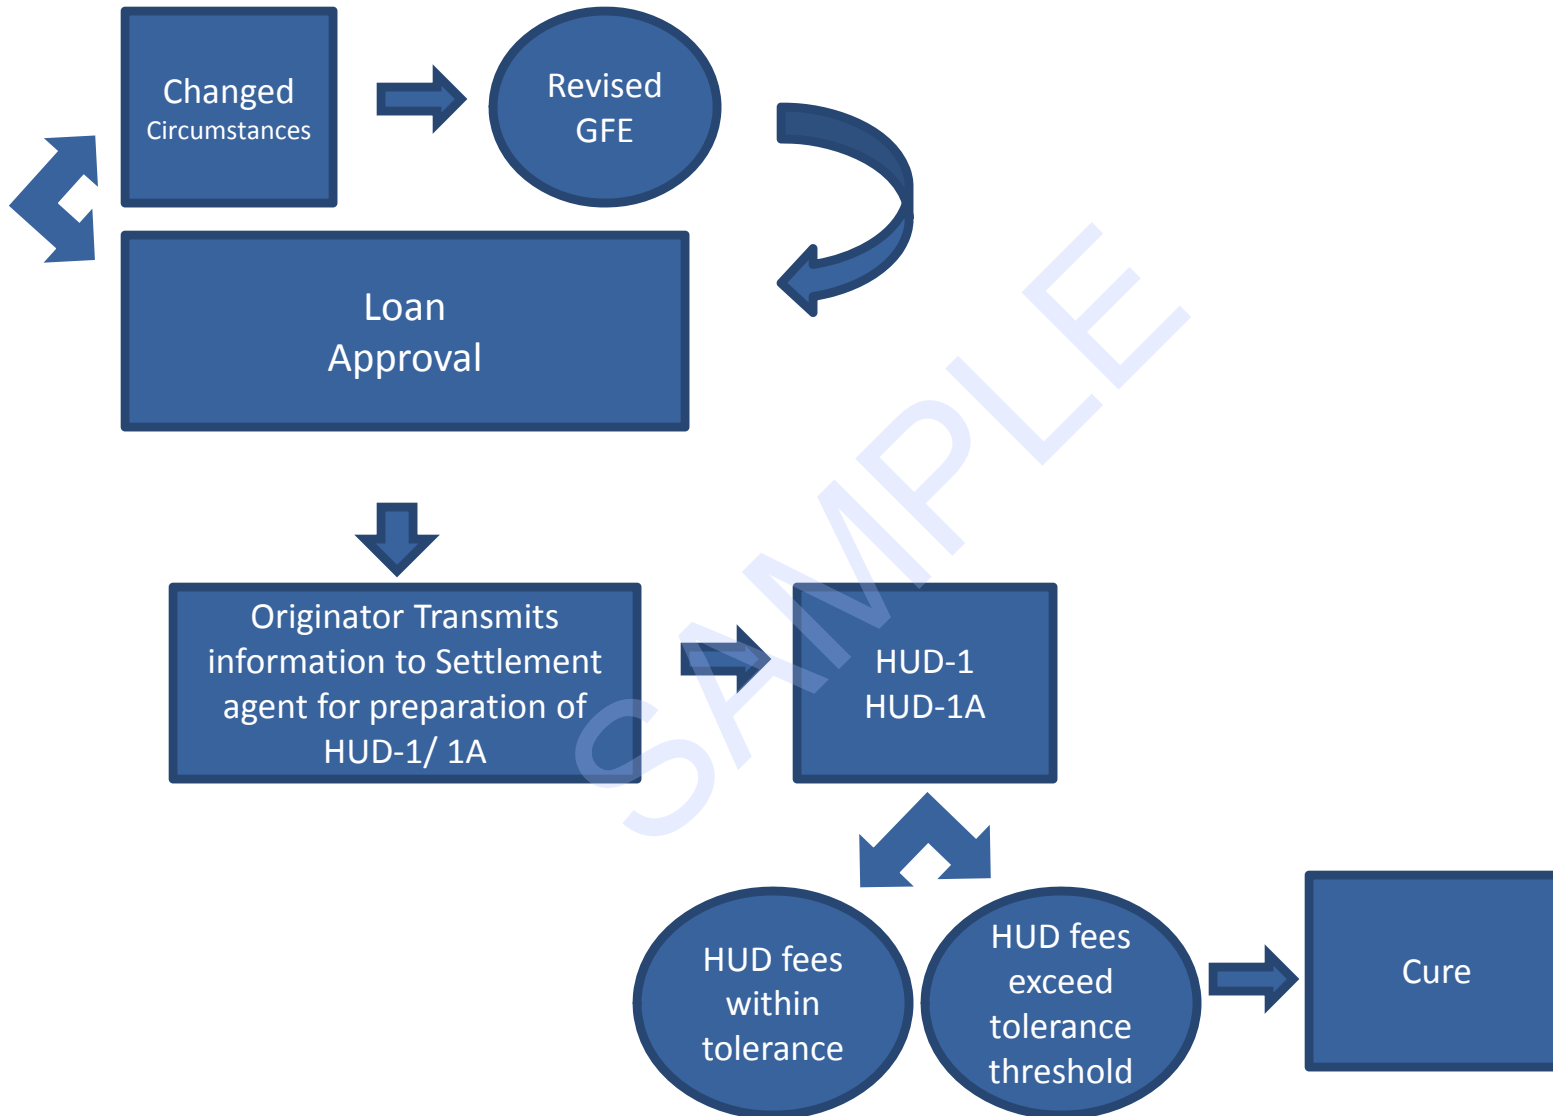 Changed
Circumstances
Revised
GFE
Loan
Approval
Originator Transmits
information to Settlement
agent for preparation of
HUD-1/ 1A
HUD-1
HUD-1A
HUD fees
within
tolerance
HUD fees
exceed
tolerance
threshold
Cure
SAMPLE